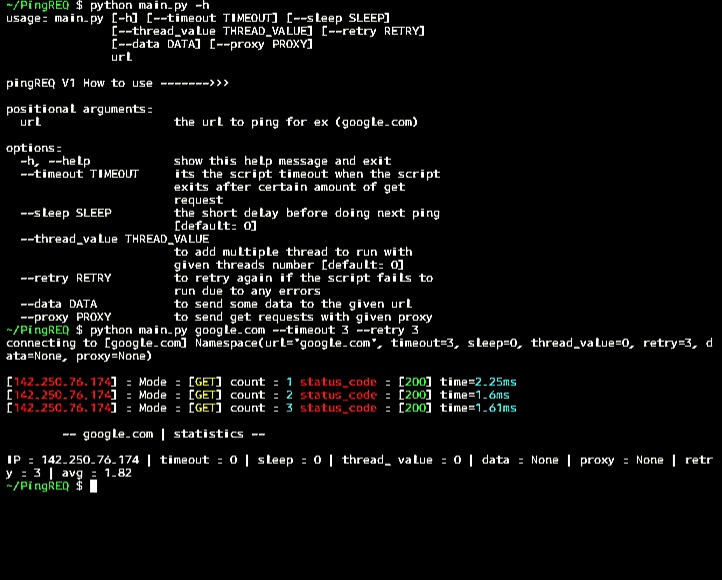 ~/PingREQ $ python main.py -h
usage: main.py [-h] [--timeout TIMEOUT] [--sleep SLEEP]
[--thread_value THREAD_VALUE] [--retry RETRY]
[--data DATA] [--proxy PROXY]
url
pingREQ V1 How to use ------->>>
positional arguments:
url the url to ping for ex (google.com)
options:
-h, --help show this help message and exit
--timeout TIMEOUT its the script timeout when the script
exits after certain amount of get
request
--sleep SLEEP the short delay before doing next ping
[default: 0]
--thread_value THREAD_VALUE
to add multiple thread to run with
given threads number [default: 0]
--retry RETRY to retry again if the script fails to
run due to any errors
--data DATA to send some data to the given url
--proxy PROXY to send get requests with given proxy
~/PingREQ $ python main.py google.com --timeout 3 --retry 3
connecting to [google.com] Namespace(url='google.com', timeout=3, sleep=0, thread_value=0, retry=3, d
ata=None, proxy=None)
[142.250.76.174] : Mode : [GET] count : 1 status_code : [200] time=2.25ms
[142.250.76.174] : Mode : [GET] count : 2 status_code : [200] time=1.6ms
[142.250.76.174] : Mode : [GET] count : 3 status_code : [200] time=1.61ms
-- google.com | statistics --
IP : 142.250.76.174 | timeout : 0 | sleep : 0 | thread_ value : 0 | data : None | proxy : None | retr
y : 3 | avg : 1.82
~/PingREQ $